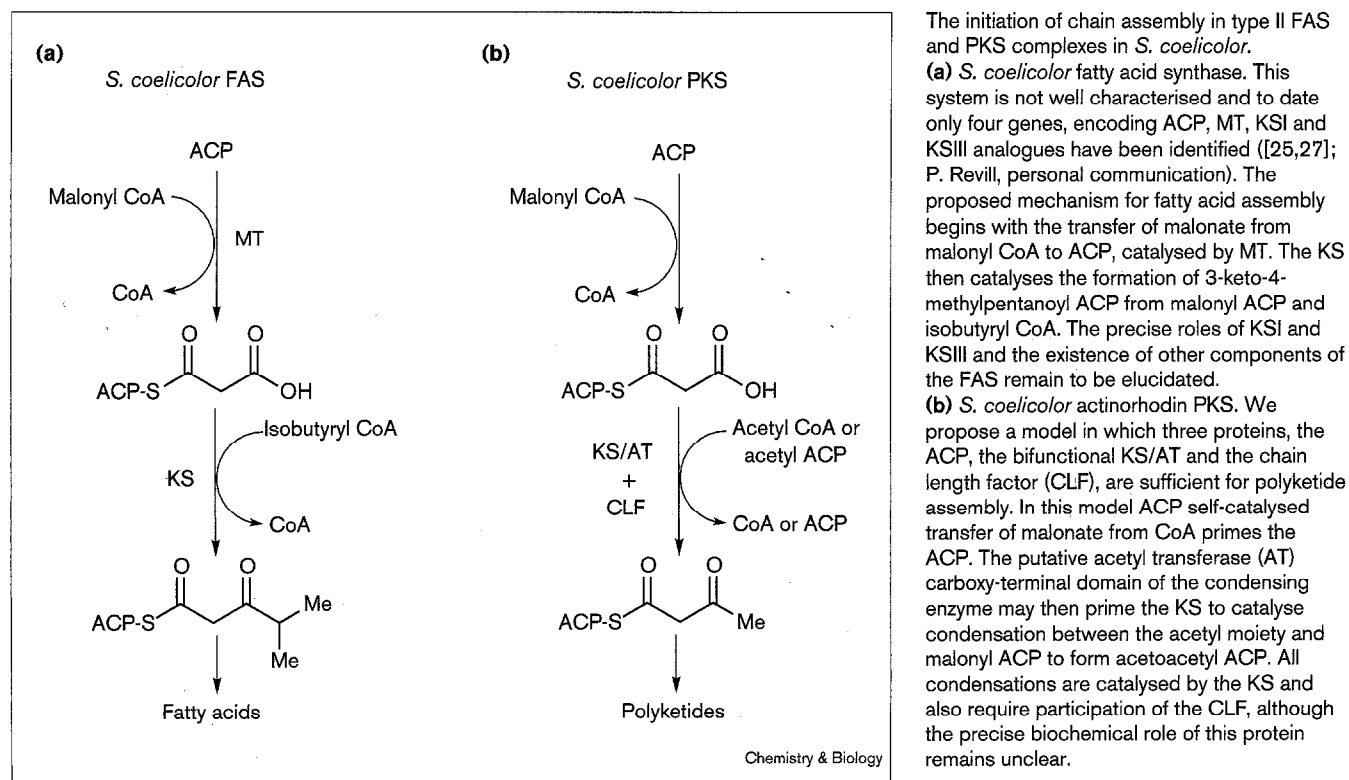 (a)
S. coelicolor FAS
ACP
Malonyl CoA
MT
CoA
O O
ACP-S OH
Isobutyryl CoA
KS
CoA
O O
ACP-S Me
Me
Fatty acids
(b)
S. coelicolor PKS
ACP
Malonyl CoA
CoA
O O
ACP-S OH
Acetyl CoA or
acetyl ACP
KS/AT
+
CLF
CoA or ACP
O O
ACP-S Me
Polyketides
Chemistry & Biology
The initiation of chain assembly in type II FAS
and PKS complexes in S. coelicolor.
(a) S. coelicolor fatty acid synthase. This
system is not well characterised and to date
only four genes, encoding ACP, MT, KSI and
KSIII analogues have been identified ([25,27];
P. Revill, personal communication). The
proposed mechanism for fatty acid assembly
begins with the transfer of malonate from
malonyl CoA to ACP, catalysed by MT. The KS
then catalyses the formation of 3-keto-4-
methylpentanoyl ACP from malonyl ACP and
isobutyryl CoA. The precise roles of KSI and
KSIII and the existence of other components of
the FAS remain to be elucidated.
(b) S. coelicolor actinorhodin PKS. We
propose a model in which three proteins, the
ACP, the bifunctional KS/AT and the chain
length factor (CLF), are sufficient for polyketide
assembly. In this model ACP self-catalysed
transfer of malonate from CoA primes the
ACP. The putative acetyl transferase (AT)
carboxy-terminal domain of the condensing
enzyme may then prime the KS to catalyse
condensation between the acetyl moiety and
malonyl ACP to form acetoacetyl ACP. All
condensations are catalysed by the KS and
also require participation of the CLF, although
the precise biochemical role of this protein
remains unclear.